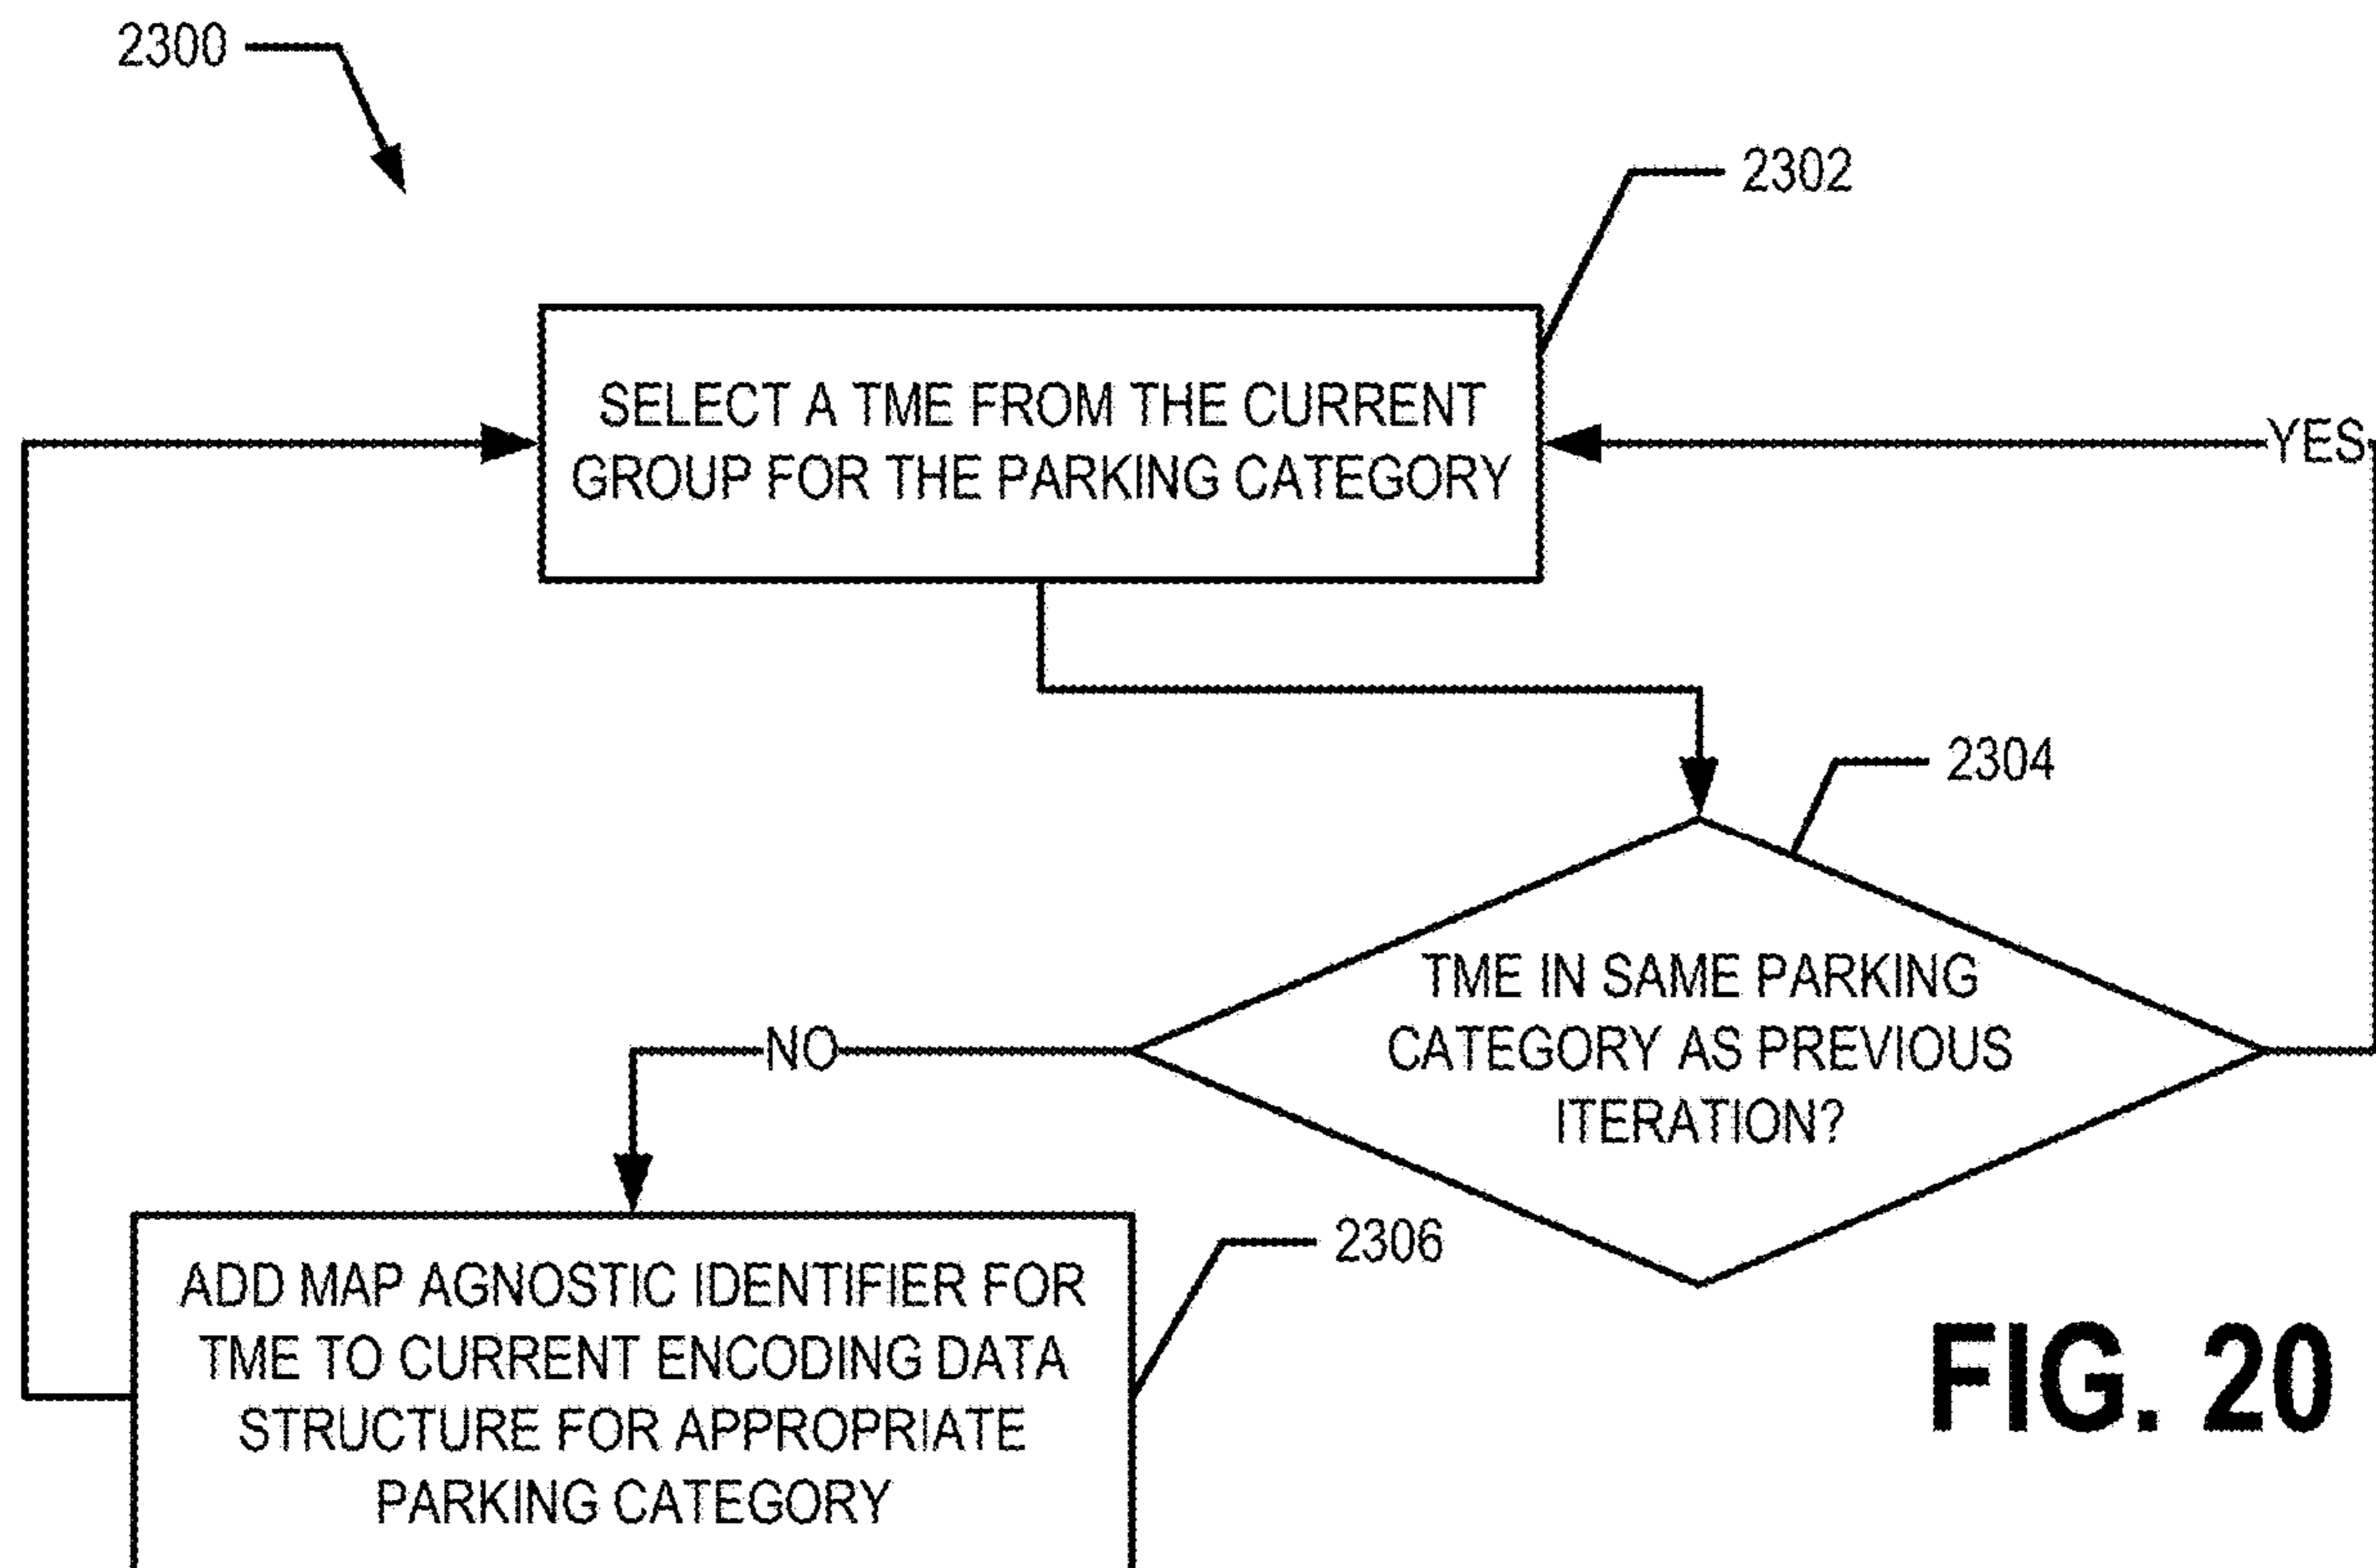 2300
2302
SELECT A TME FROM THE CURRENT
GROUP FOR THE PARKING CATEGORY
YES
2304
TME IN SAME PARKING
CATEGORY AS PREVIOUS
ITERATION?
NO
2306
ADD MAP AGNOSTIC IDENTIFIER FOR
TME TO CURRENT ENCODING DATA
STRUCTURE FOR APPROPRIATE
PARKING CATEGORY
FIG. 20